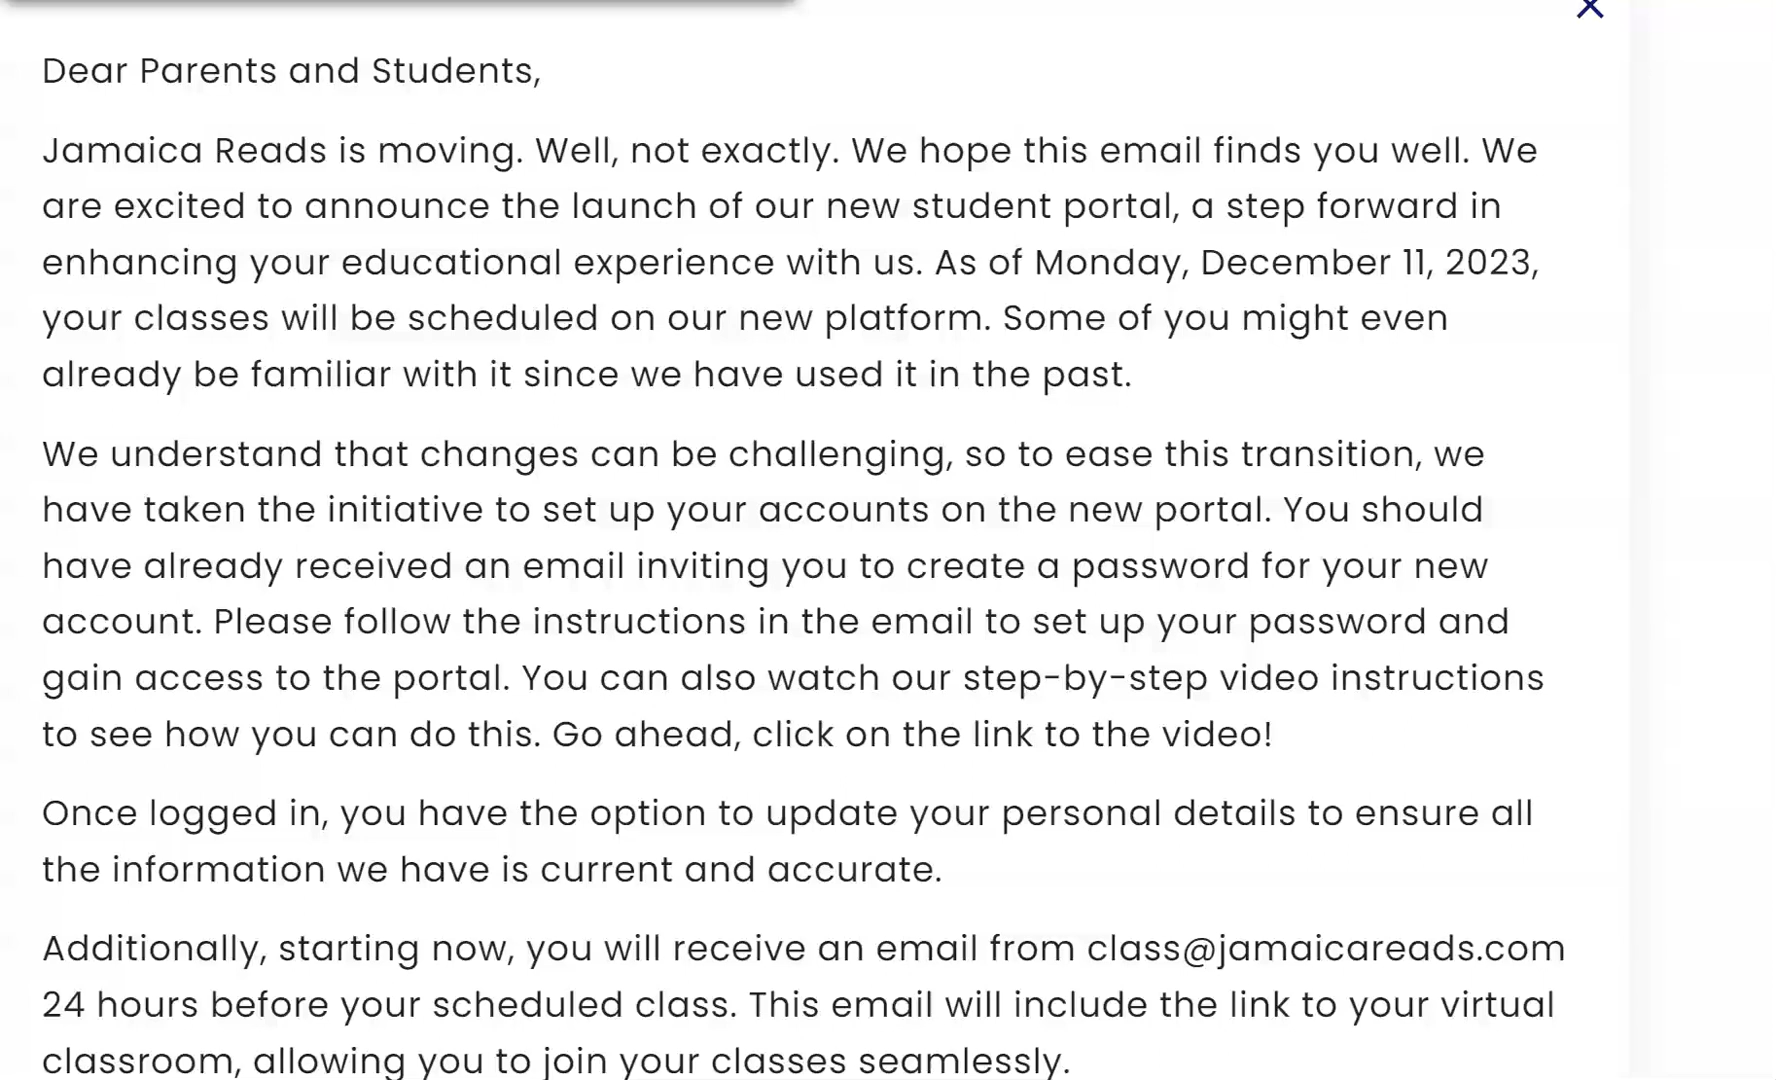 Dear Parents and Students,
Jamaica Reads is moving. Well, not exactly. We hope this email finds you well. We
are excited to announce the launch of our new student portal, a step forward in
enhancing your educational experience with us. As of Monday, December 11, 2023,
your classes will be scheduled on our new platform. Some of you might even
already be familiar with it since we have used it in the past.
We understand that changes can be challenging, so to ease this transition, we
have taken the initiative to set up your accounts on the new portal. You should
have already received an email inviting you to create a password for your new
account. Please follow the instructions in the email to set up your password and
gain access to the portal. You can also watch our step-by-step video instructions
to see how you can do this. Go ahead, click on the link to the video!
Once logged in, you have the option to update your personal details to ensure all
the information we have is current and accurate.
Additionally, starting now, you will receive an email from class@jamaicareads.com
24 hours before your scheduled class. This email will include the link to your virtual
classroom, allowing you to join your classes seamlessly.